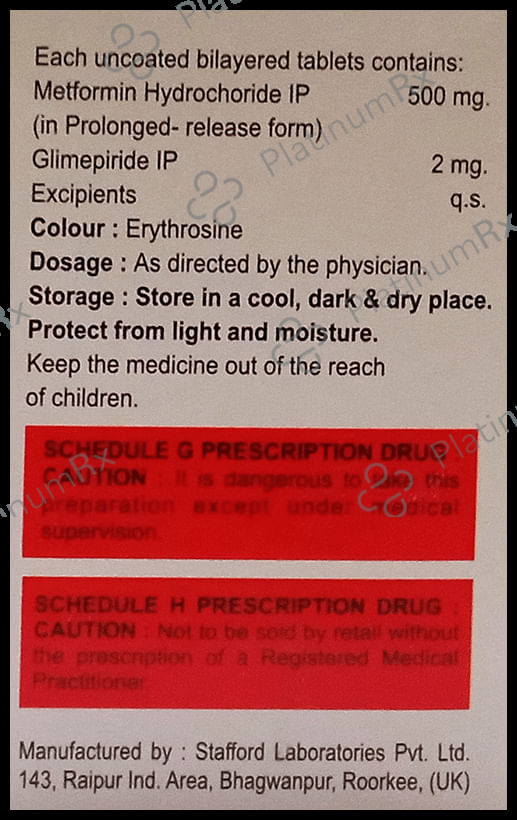 Each uncoated bilayered tablets contains:
Metformin Hydrochoride IP 500 mg.
(in Prolonged- release form)
Glimepiride IP 2 mg.
Excipients q.s.
Colour : Erythrosine
Dosage : As directed by the physician.
Storage : Store in a cool, dark & dry place.
Protect from light and moisture.
Keep the medicine out of the reach
of children.
SCHEDULE G PRESCRIPTION DRUG
CAUTION : It is dangerous to take this
preparation except under medical
supervision.
SCHEDULE H PRESCRIPTION DRUG :
CAUTION : Not to be sold by retail without
the prescription of a Registered Medical
Practitioner.
Manufactured by : Stafford Laboratories Pvt. Ltd.
143, Raipur Ind. Area, Bhagwanpur, Roorkee, (UK)
PlatinumRx
PlatinumRx
PlatinumRx